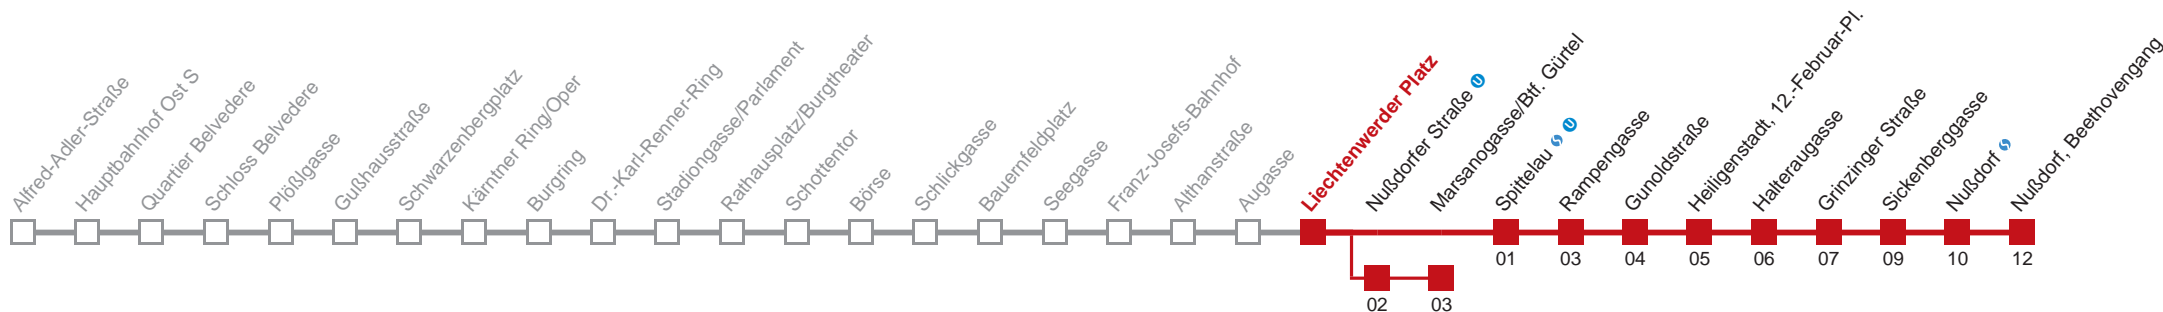 Alfred-Adler-Straße
Hauptbahnhof Ost S
Quartier Belvedere
Schloss Belvedere
Plößlgasse
Gußhausstraße
Schwarzenbergplatz
Kärntner Ring/Oper
Burgring
Dr.-Karl-Renner-Ring
Stadiongasse/Parlament
Rathausplatz/Burgtheater
Schottentor
Börse
Schlickgasse
Bauernfeldplatz
Seegasse
Franz-Josefs-Bahnhof
Althanstraße
Augasse
Liechtenwerder Platz
Nußdorfer Straße U
Marsanogasse/Btf. Gürtel
Spittelau S U
Rampengasse
Gunoldstraße
Heiligenstadt, 12.-Februar-Pl.
Halteraugasse
Grinzinger Straße
Sickenberggasse
Nußdorf S
Nußdorf, Beethovengang
01 03 04 05 06 07 09 10 12
02 03